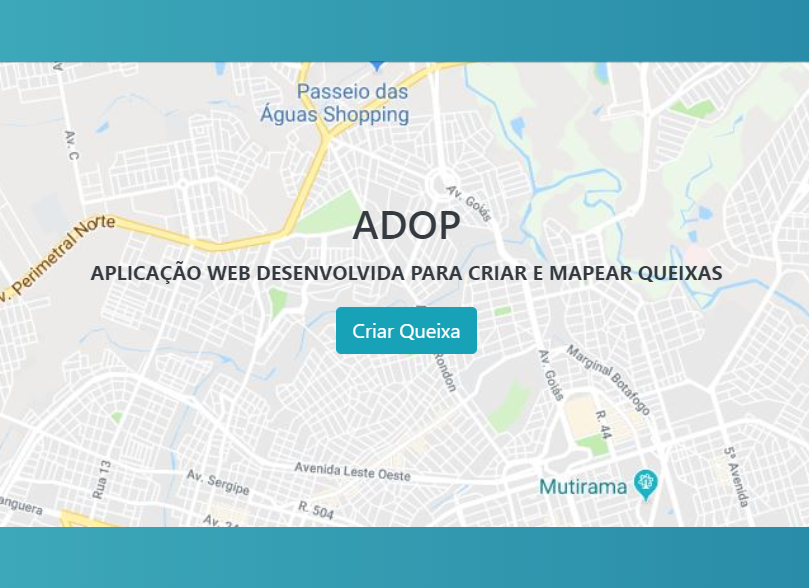 Passeio das
Águas Shopping
Av. C
Av. Goiás
ADOP
Av. Perimetral Norte
APLICAÇÃO WEB DESENVOLVIDA PARA CRIAR E MAPEAR QUEIXAS
Criar Queixa
Rondon
Av. Goiás
Marginal Botafogo
R. 44
Rua 13
Av. Sergipe
Avenida Leste Oeste
Mutirama
5ª Avenida
anguera
R. 504